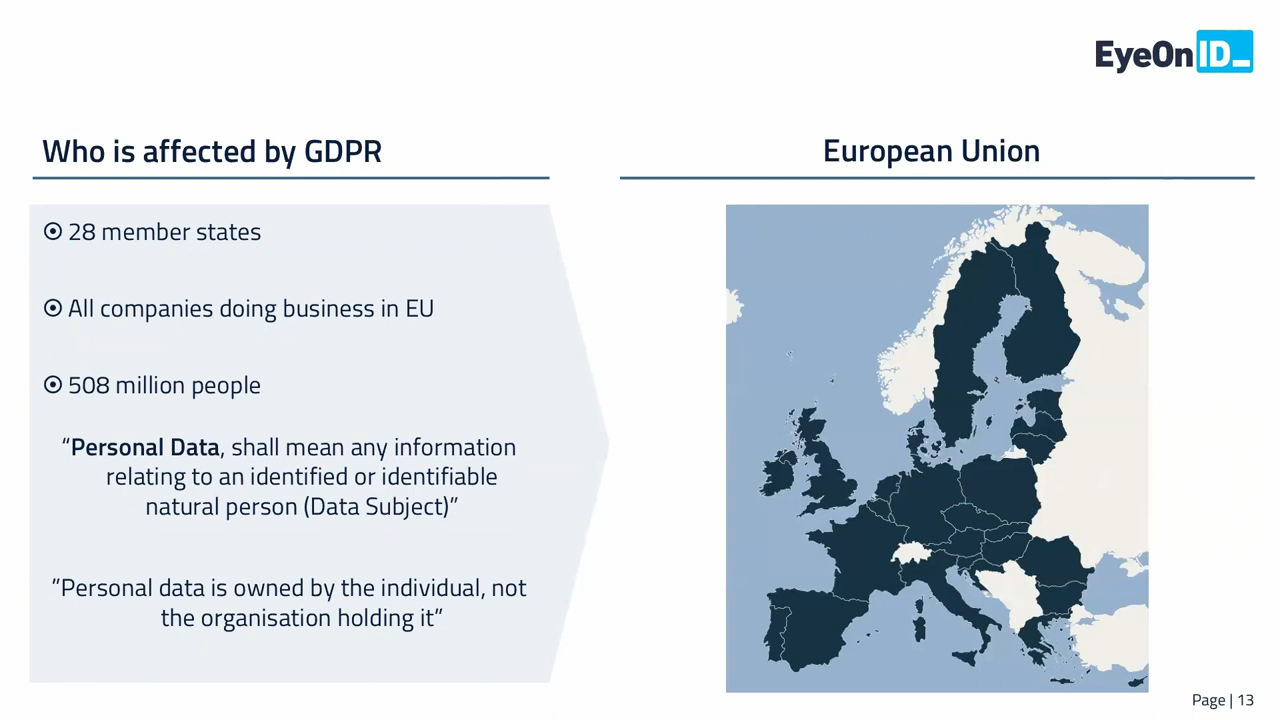 EyeOnID_
Who is affected by GDPR
European Union
28 member states
All companies doing business in EU
508 million people
“Personal Data, shall mean any information
relating to an identified or identifiable
natural person (Data Subject)”
”Personal data is owned by the individual, not
the organisation holding it”
Page | 13